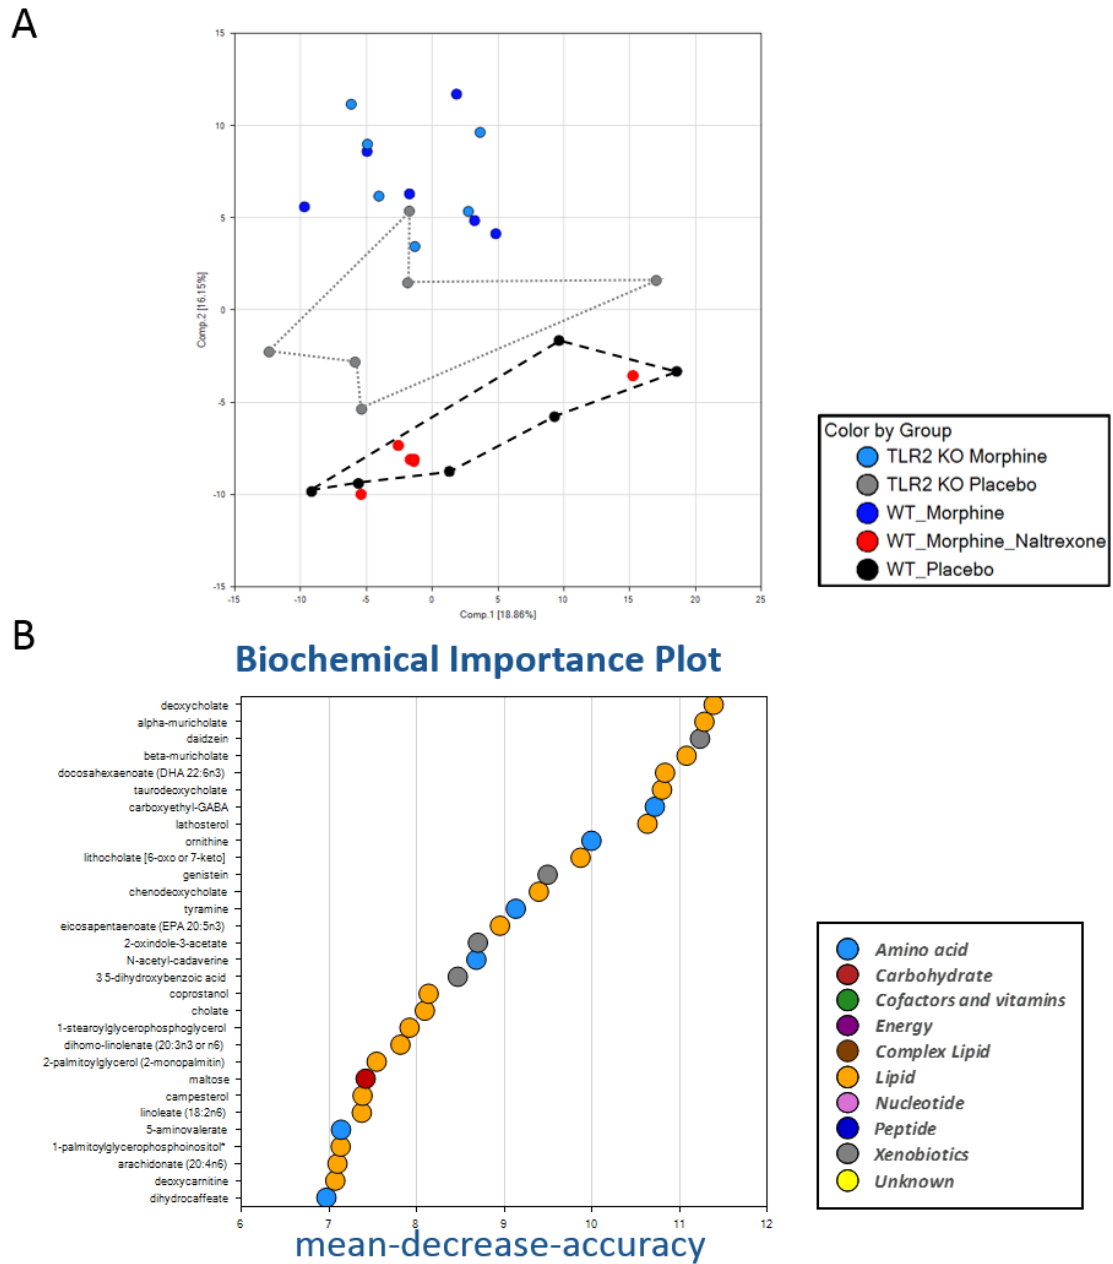 A
15
10
5
0
-5
-10
-15
-15 -10 -5 0 5 10 15 20 25
Comp.2 [16.15%]
Comp.1 [18.86%]
Color by Group
TLR2 KO Morphine
TLR2 KO Placebo
WT_Morphine
WT_Morphine_Naltrexone
WT_Placebo
B
Biochemical Importance Plot
deoxycholate
alpha-muricholate
daidzein
beta-muricholate
docosahexaenoate (DHA 22:6n3)
taurodeoxycholate
carboxyethyl-GABA
lathosterol
ornithine
lithocholate [6-oxo or 7-keto]
genistein
chenodeoxycholate
tyramine
eicosapentaenoate (EPA 20:5n3)
2-oxindole-3-acetate
N-acetyl-cadaverine
3 5-dihydroxybenzoic acid
coprostanol
cholate
1-stearoylglycerophosphoglycerol
dihomo-linolenate (20:3n3 or n6)
2-palmitoylglycerol (2-monopalmitin)
maltose
campesterol
linoleate (18:2n6)
5-aminovalerate
1-palmitoylglycerophosphoinositol*
arachidonate (20:4n6)
deoxycarnitine
dihydrocaffeate
6 7 8 9 10 11 12
mean-decrease-accuracy
Amino acid
Carbohydrate
Cofactors and vitamins
Energy
Complex Lipid
Lipid
Nucleotide
Peptide
Xenobiotics
Unknown